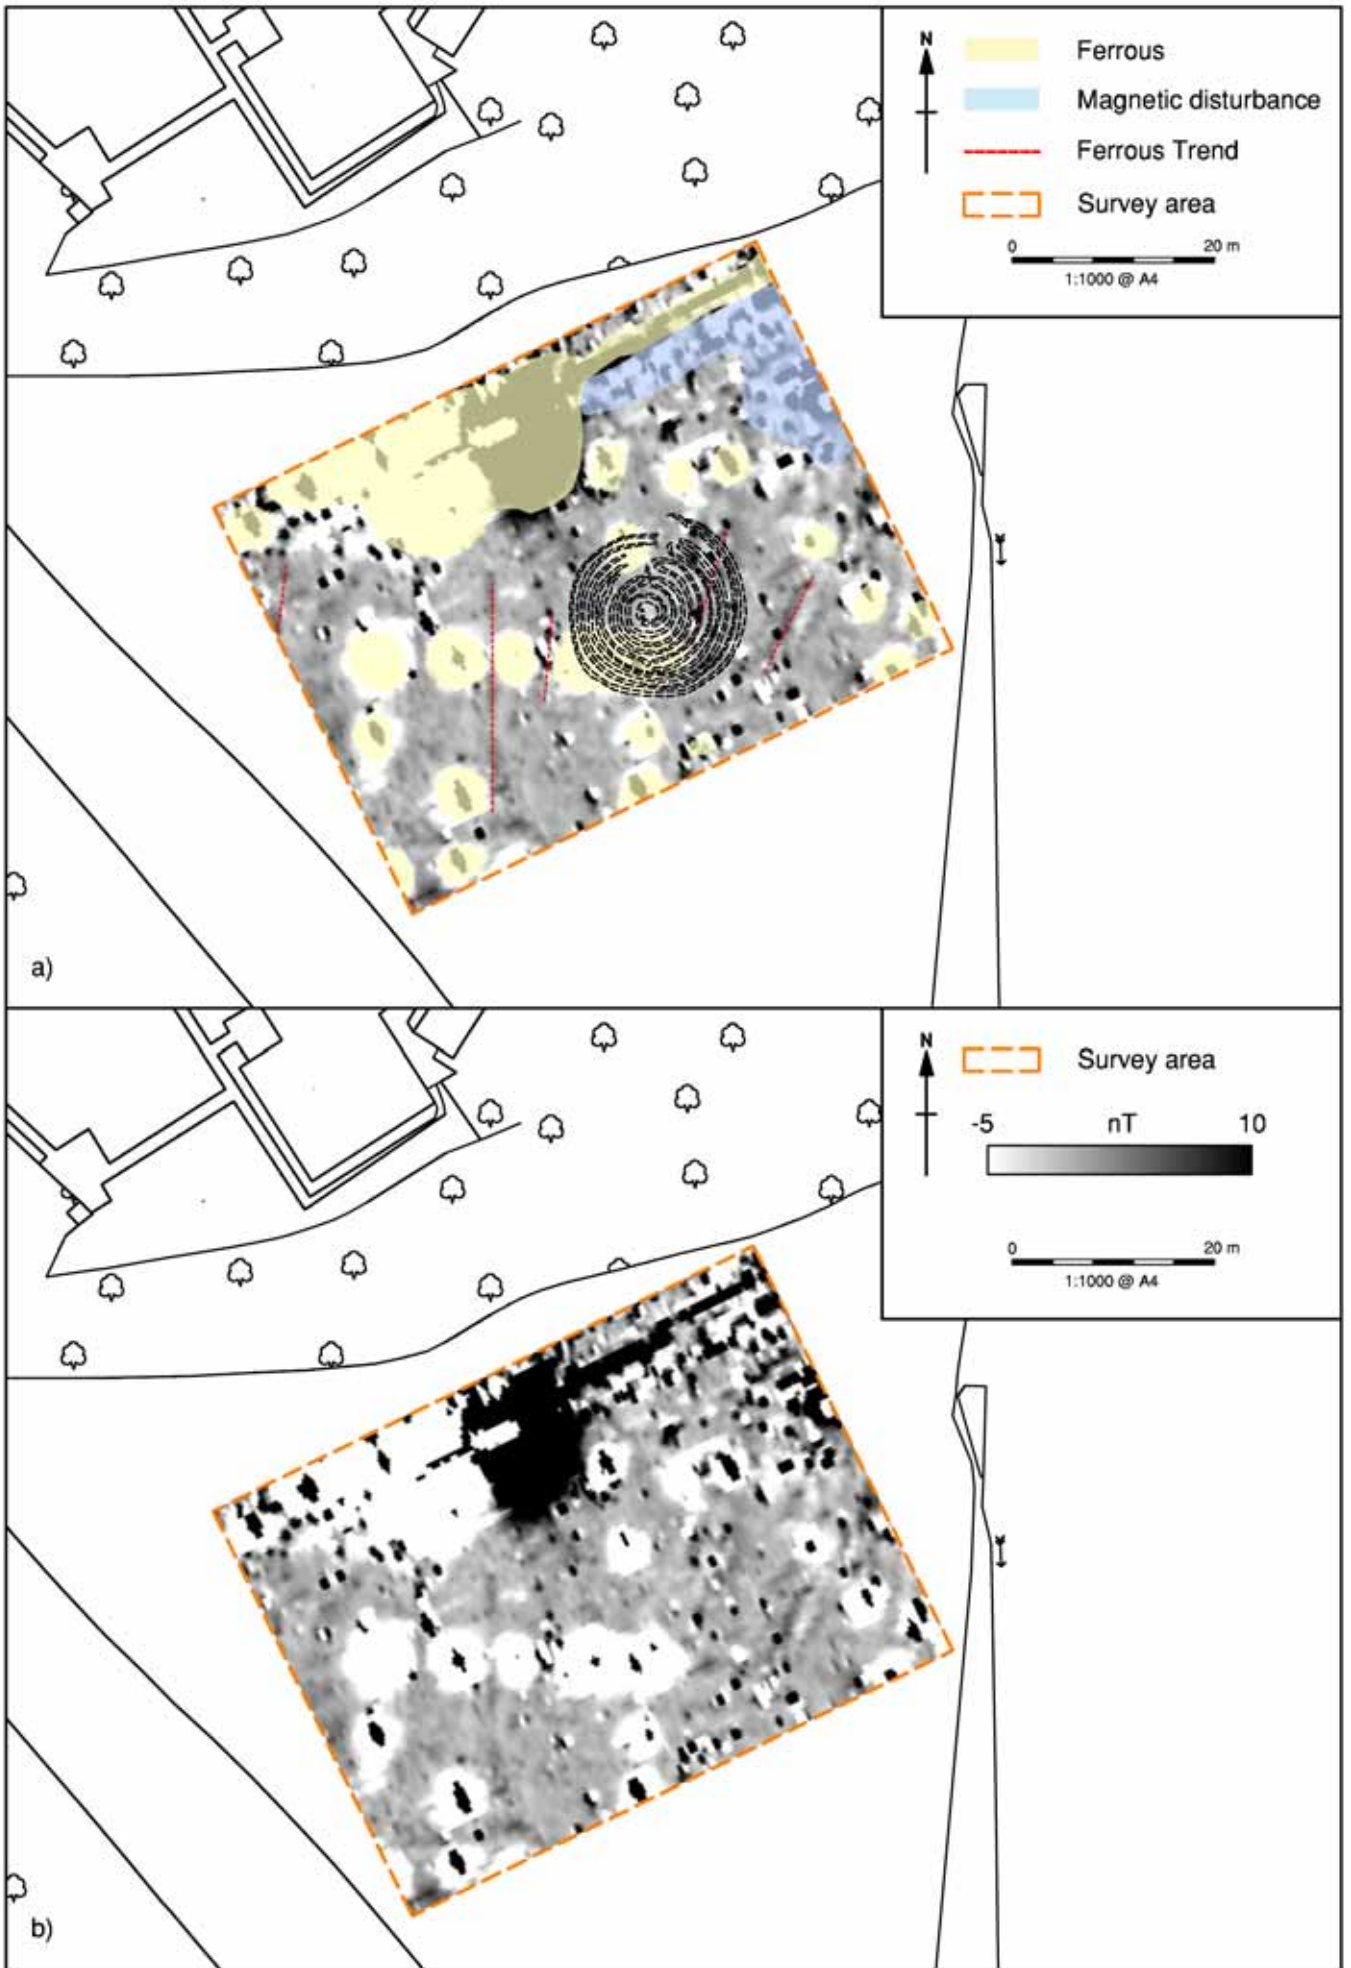 N
Ferrous
Magnetic disturbance
Ferrous Trend
Survey area
0 20 m
1:1000 @ A4
a)
N
Survey area
-5 nT 10
0 20 m
1:1000 @ A4
b)